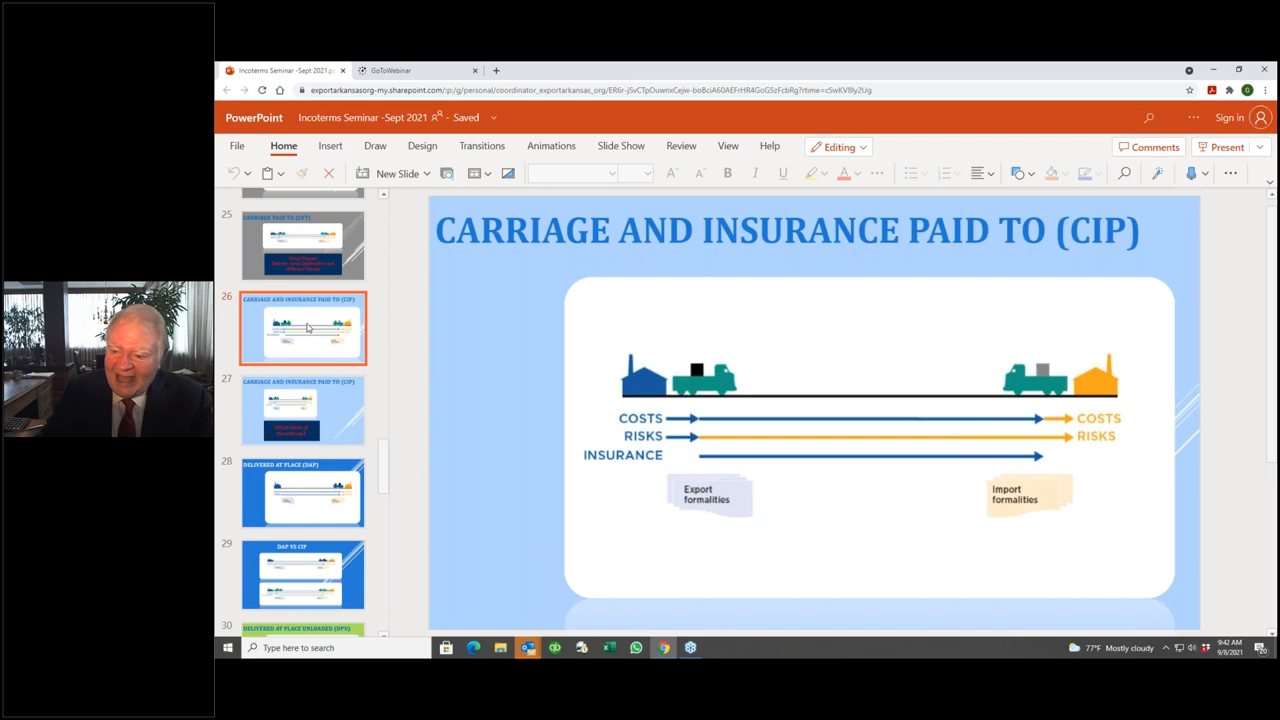 Incoterms Seminar -Sept 2021.p
GoToWebinar
PowerPoint
Incoterms Seminar -Sept 2021
- Saved
Sign in
File
Home
Insert
Draw
Design
Transitions
Animations
Slide Show
Review
View
Help
Editing
Comments
Present
New Slide
25
CARRIAGE PAID TO (CPT)
26
CARRIAGE AND INSURANCE PAID TO (CIP)
27
CARRIAGE AND INSURANCE PAID TO (CIP)
28
DELIVERED AT PLACE (DAP)
29
DAP VS CIP
30
DELIVERED AT PLACE UNLOADED (DPU)
CARRIAGE AND INSURANCE PAID TO (CIP)
COSTS COSTS
RISKS RISKS
INSURANCE
Export
formalities
Import
formalities
Type here to search
77°F Mostly cloudy
9:42 AM
9/8/2021